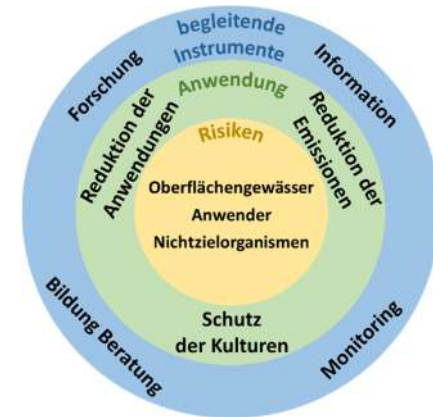 begleitende
Instrumente
Forschung
Information
Anwendung
Reduktion der
Anwendungen
Reduktion der
Emissionen
Risiken
Oberflächengewässer
Anwender
Nichtzielorganismen
Schutz
der Kulturen
Bildung Beratung
Monitoring